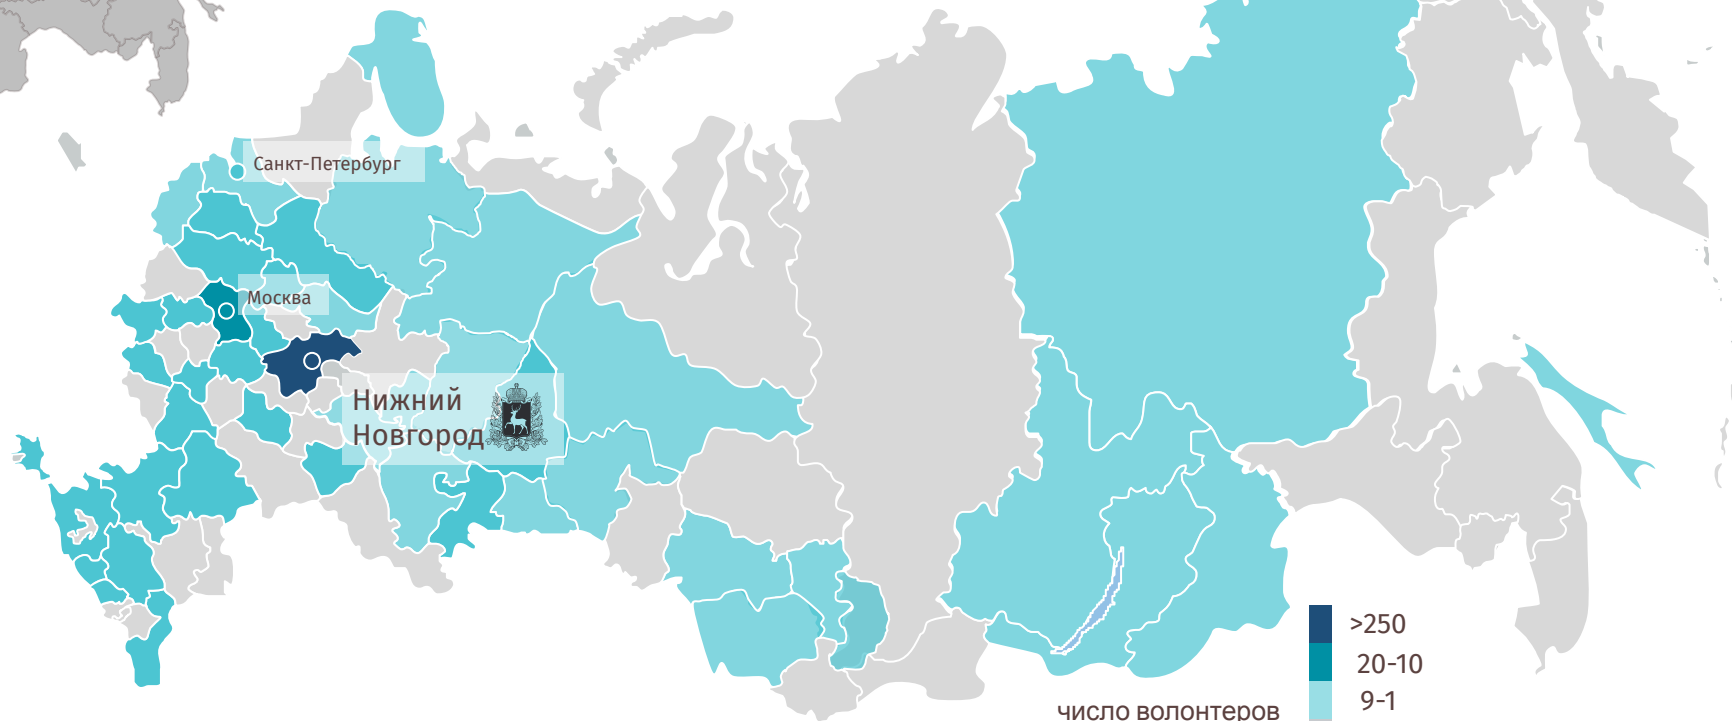 Санкт-Петербург
Москва
Нижний
Новгород
>250
20-10
9-1
число волонтеров